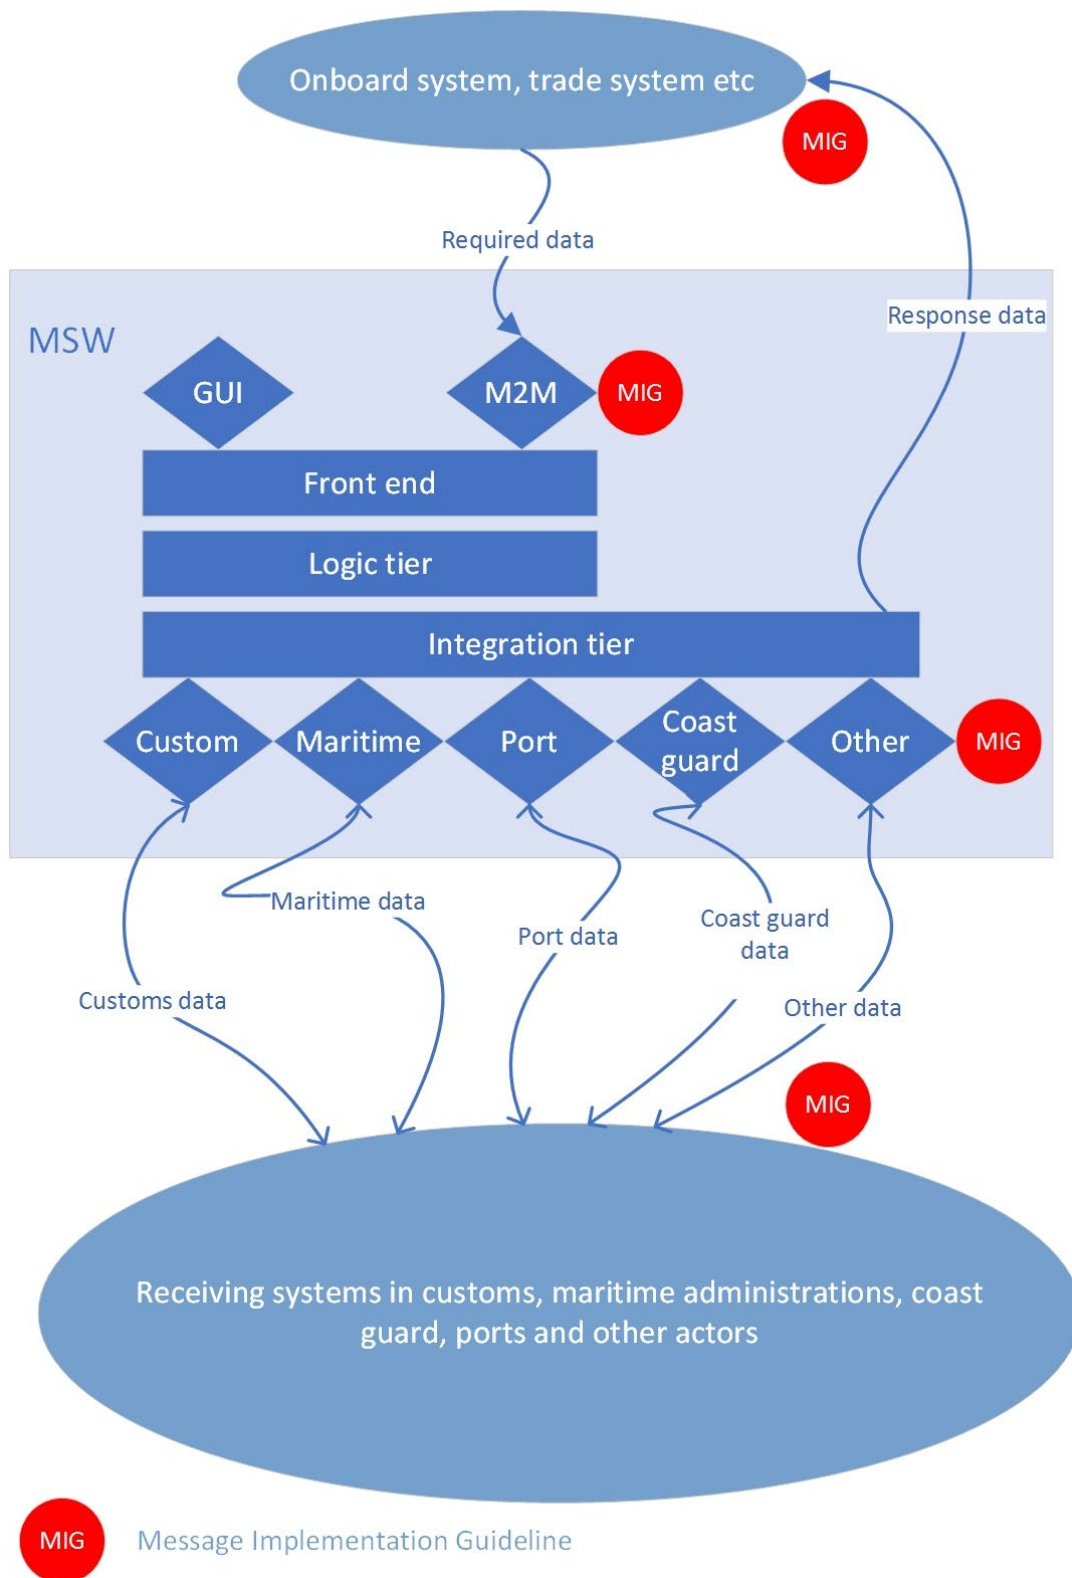 Onboard system, trade system etc
MIG
Required data
Response data
MSW
GUI
M2M
MIG
Front end
Logic tier
Integration tier
Custom
Maritime
Port
Coast
guard
Other
MIG
Maritime data
Port data
Coast guard
data
Customs data
Other data
MIG
Receiving systems in customs, maritime administrations, coast
guard, ports and other actors
MIG
Message Implementation Guideline